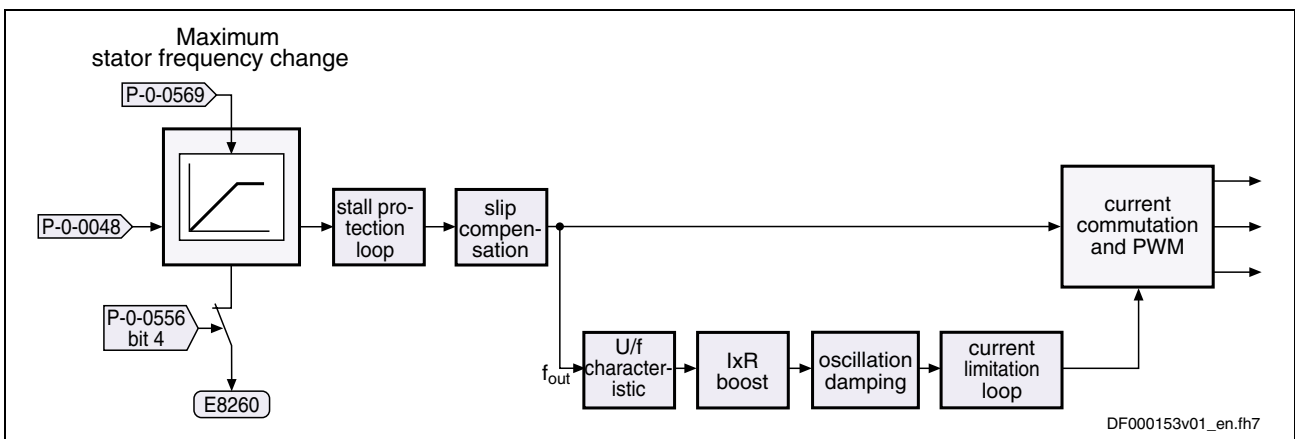 Maximum
stator frequency change
P-0-0569
P-0-0048
stall pro-
tection
loop
slip
compen-
sation
current
commutation
and PWM
P-0-0556
bit 4
E8260
fout
U/f
character-
istic
IxR
boost
oscillation
damping
current
limitation
loop
DF000153v01_en.fh7